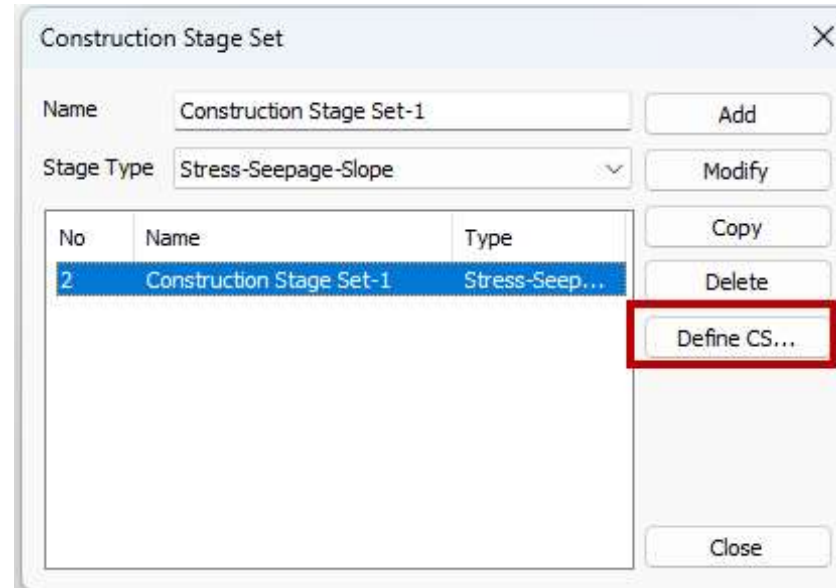 Construction Stage Set
Name Construction Stage Set-1 Add
Stage Type Stress-Seepage-Slope Modify
Copy
No Name Type
2 Construction Stage Set-1 Stress-Seep... Delete
Define CS...
Close